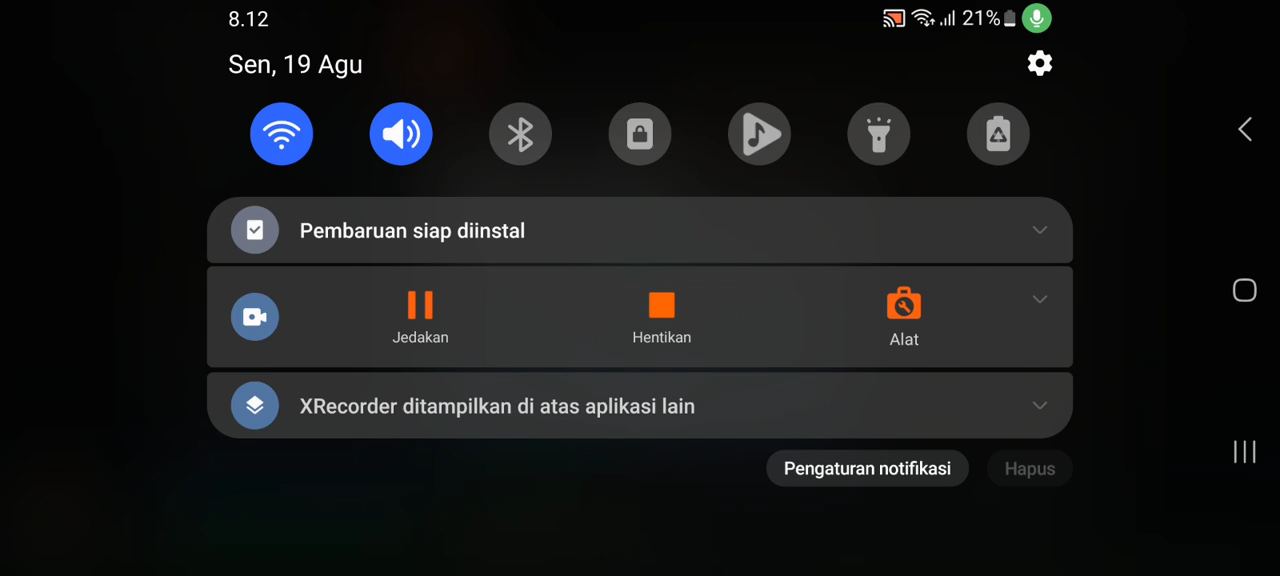 8.12
21%
Sen, 19 Agu
Pembaruan siap diinstal
Jedakan
Hentikan
Alat
XRecorder ditampilkan di atas aplikasi lain
Pengaturan notifikasi
Hapus